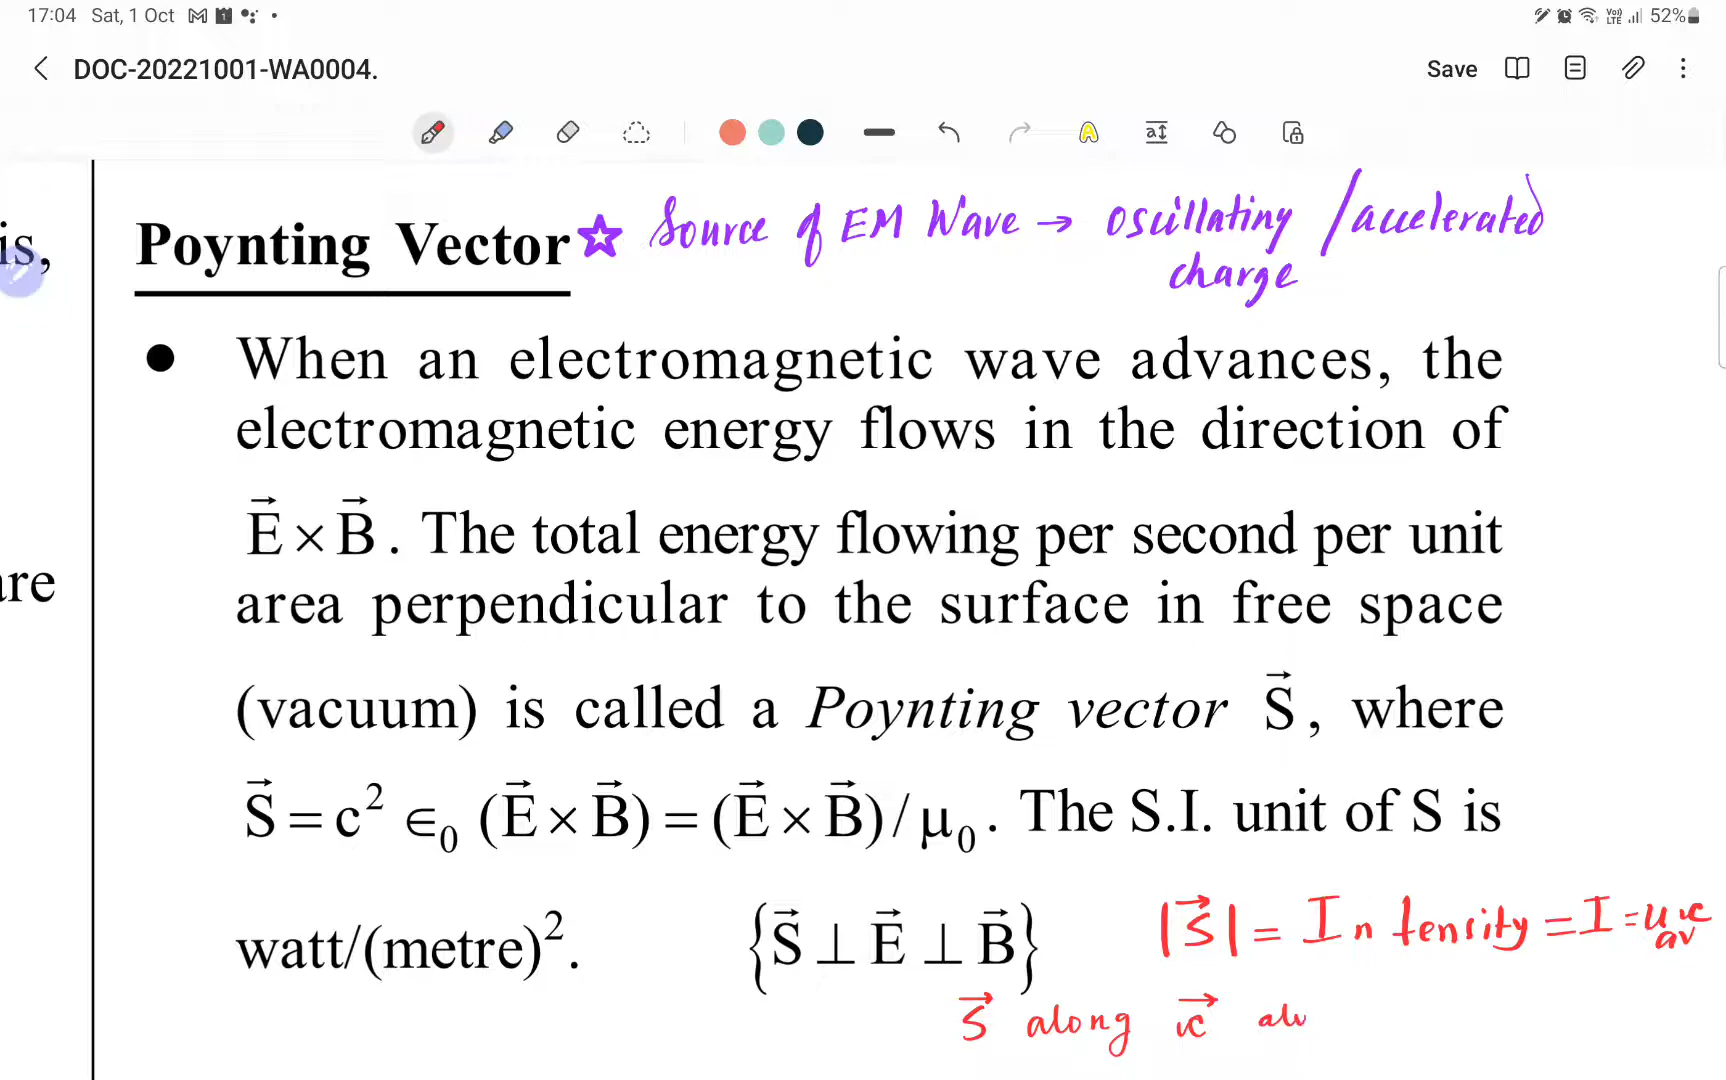 17:04 Sat, 1 Oct 52%
DOC-20221001-WA0004.
Save
is,
Poynting Vector ☆ Source of EM Wave → oscillating /accelerated
charge
● When an electromagnetic wave advances, the
electromagnetic energy flows in the direction of
E⃗ × B⃗ . The total energy flowing per second per unit
are
area perpendicular to the surface in free space
(vacuum) is called a Poynting vector S⃗ , where
S⃗ = c² ∈₀ (E⃗ × B⃗) = (E⃗ × B⃗)/ μ₀ . The S.I. unit of S is
watt/(metre)². {S⃗ ⊥ E⃗ ⊥ B⃗} |S⃗| = Intensity = I = u_av c
S⃗ along c⃗